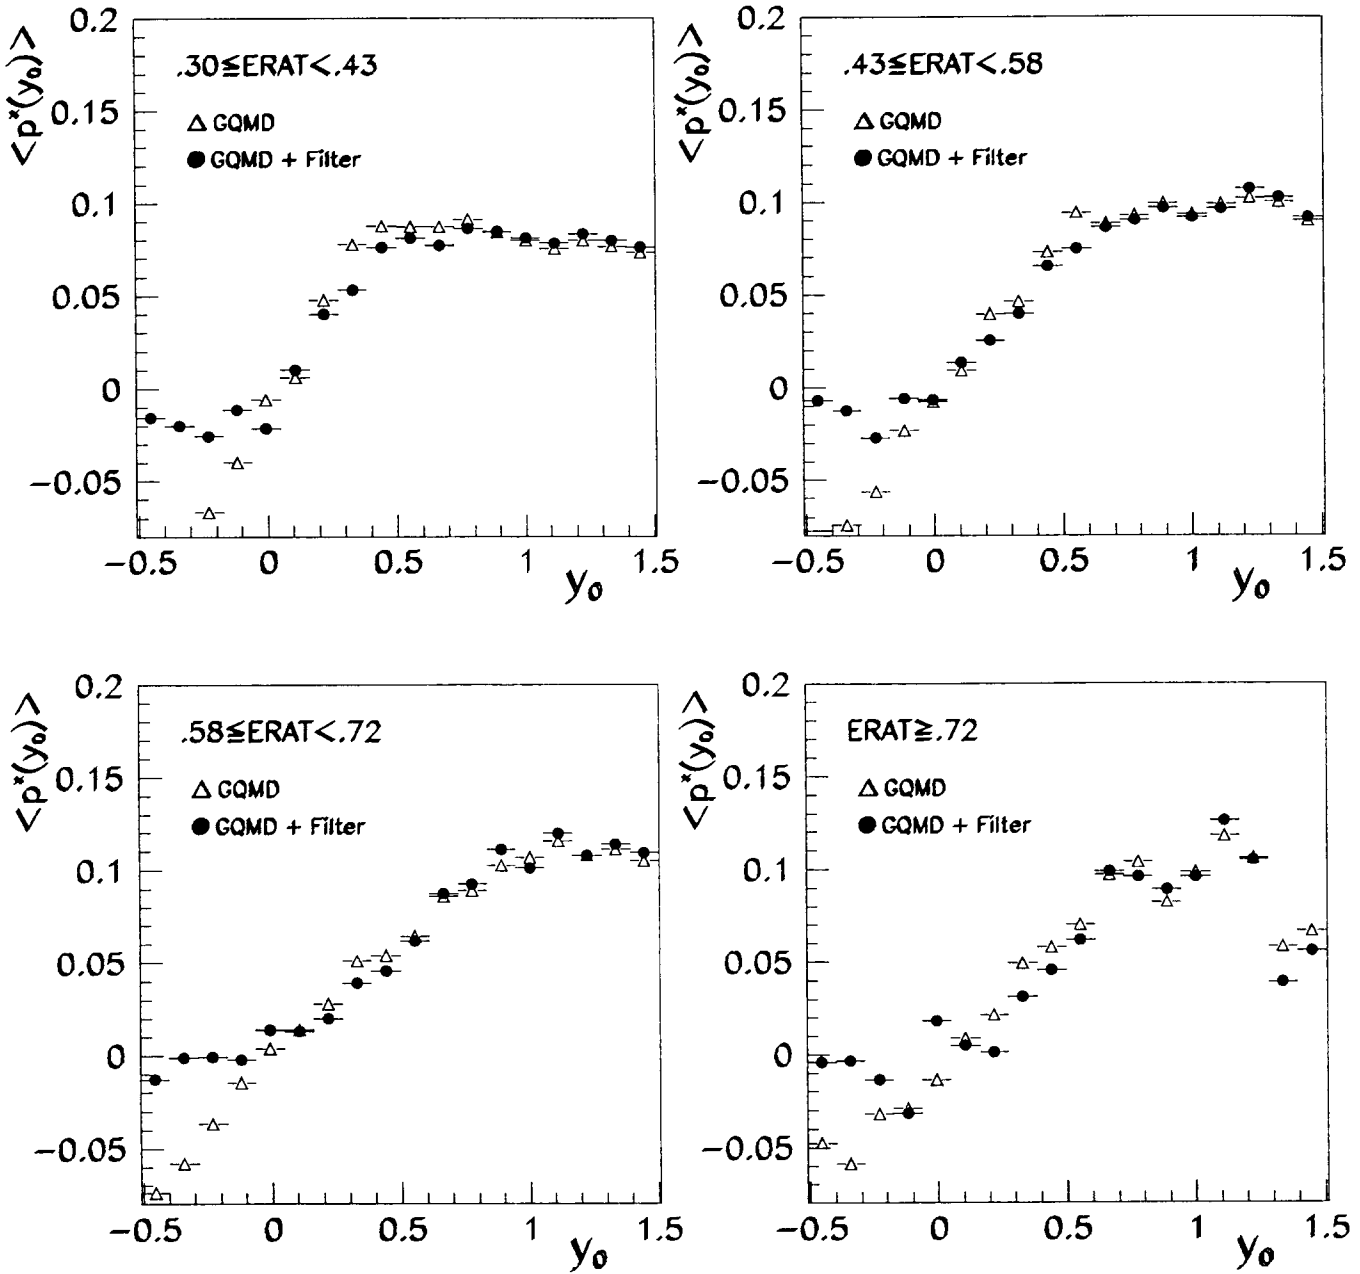 <p*(y₀)>
0.2
0.15
0.1
0.05
0
−0.05
.30≦ERAT<.43
△ GQMD
● GQMD + Filter
−0.5 0 0.5 1 1.5
y₀
<p*(y₀)>
0.2
0.15
0.1
0.05
0
−0.05
.43≦ERAT<.58
△ GQMD
● GQMD + Filter
−0.5 0 0.5 1 1.5
y₀
<p*(y₀)>
0.2
0.15
0.1
0.05
0
−0.05
.58≦ERAT<.72
△ GQMD
● GQMD + Filter
−0.5 0 0.5 1 1.5
y₀
<p*(y₀)>
0.2
0.15
0.1
0.05
0
−0.05
ERAT≧.72
△ GQMD
● GQMD + Filter
−0.5 0 0.5 1 1.5
y₀